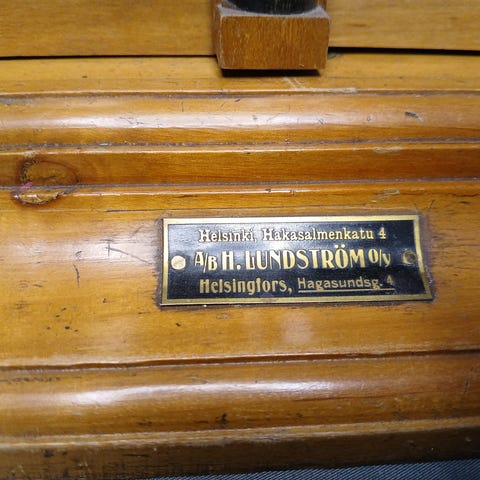 Helsinki, Hakasalmenkatu 4
A/B H. LUNDSTRÖM O/y
Helsingfors, Hagasundsg. 4